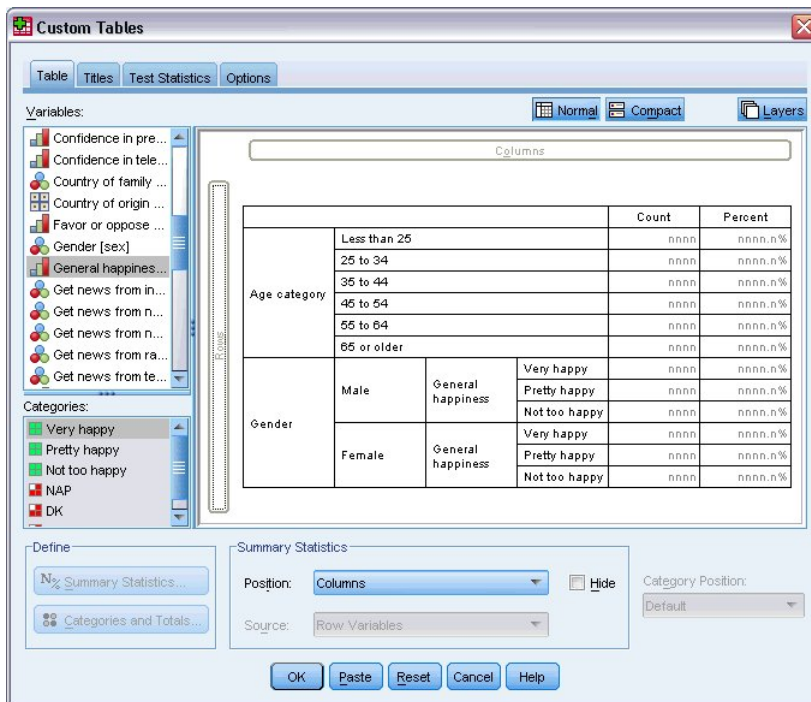 Custom Tables
Table Titles Test Statistics Options
Variables:
Normal Compact Layers
Confidence in pre...
Confidence in tele...
Country of family ...
Country of origin ...
Favor or oppose ...
Gender [sex]
General happines...
Get news from in...
Get news from n...
Get news from n...
Get news from ra...
Get news from te...
Categories:
Very happy
Pretty happy
Not too happy
NAP
DK
Columns
Rows
Count Percent
Age category
Less than 25 nnnn nnnn.n%
25 to 34 nnnn nnnn.n%
35 to 44 nnnn nnnn.n%
45 to 54 nnnn nnnn.n%
55 to 64 nnnn nnnn.n%
65 or older nnnn nnnn.n%
Gender
Male
General
happiness
Very happy nnnn nnnn.n%
Pretty happy nnnn nnnn.n%
Not too happy nnnn nnnn.n%
Female
General
happiness
Very happy nnnn nnnn.n%
Pretty happy nnnn nnnn.n%
Not too happy nnnn nnnn.n%
Define
N% Summary Statistics...
Categories and Totals...
Summary Statistics
Position: Columns Hide
Source: Row Variables
Category Position:
Default
OK Paste Reset Cancel Help